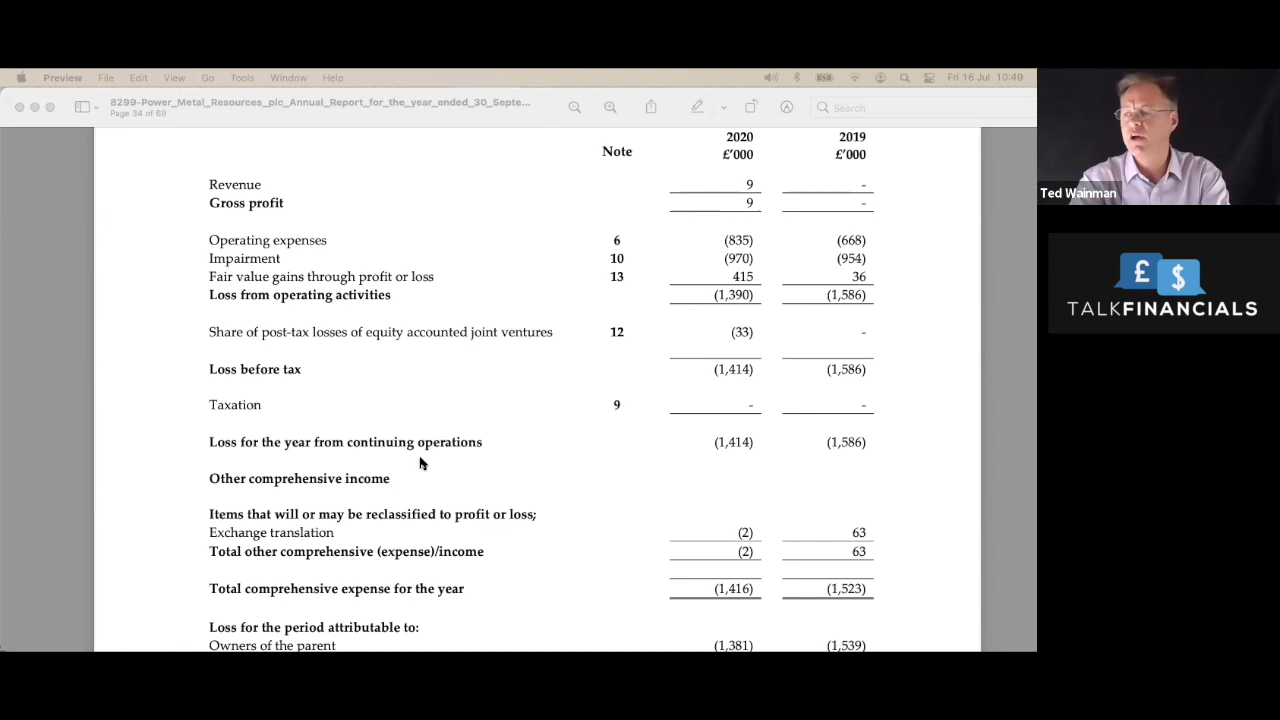 Preview File Edit View Go Tools Window Help Fri 16 Jul 10:49
8299-Power_Metal_Resources_plc_Annual_Report_for_the_year_ended_30_Septe...
Page 34 of 69
Search
2020 2019
Note £'000 £'000
Revenue 9 -
Gross profit 9 -
Operating expenses 6 (835) (668)
Impairment 10 (970) (954)
Fair value gains through profit or loss 13 415 36
Loss from operating activities (1,390) (1,586)
Share of post-tax losses of equity accounted joint ventures 12 (33) -
Loss before tax (1,414) (1,586)
Taxation 9 - -
Loss for the year from continuing operations (1,414) (1,586)
Other comprehensive income
Items that will or may be reclassified to profit or loss;
Exchange translation (2) 63
Total other comprehensive (expense)/income (2) 63
Total comprehensive expense for the year (1,416) (1,523)
Loss for the period attributable to:
Owners of the parent (1,381) (1,539)
Ted Wainman
£ $
TALKFINANCIALS